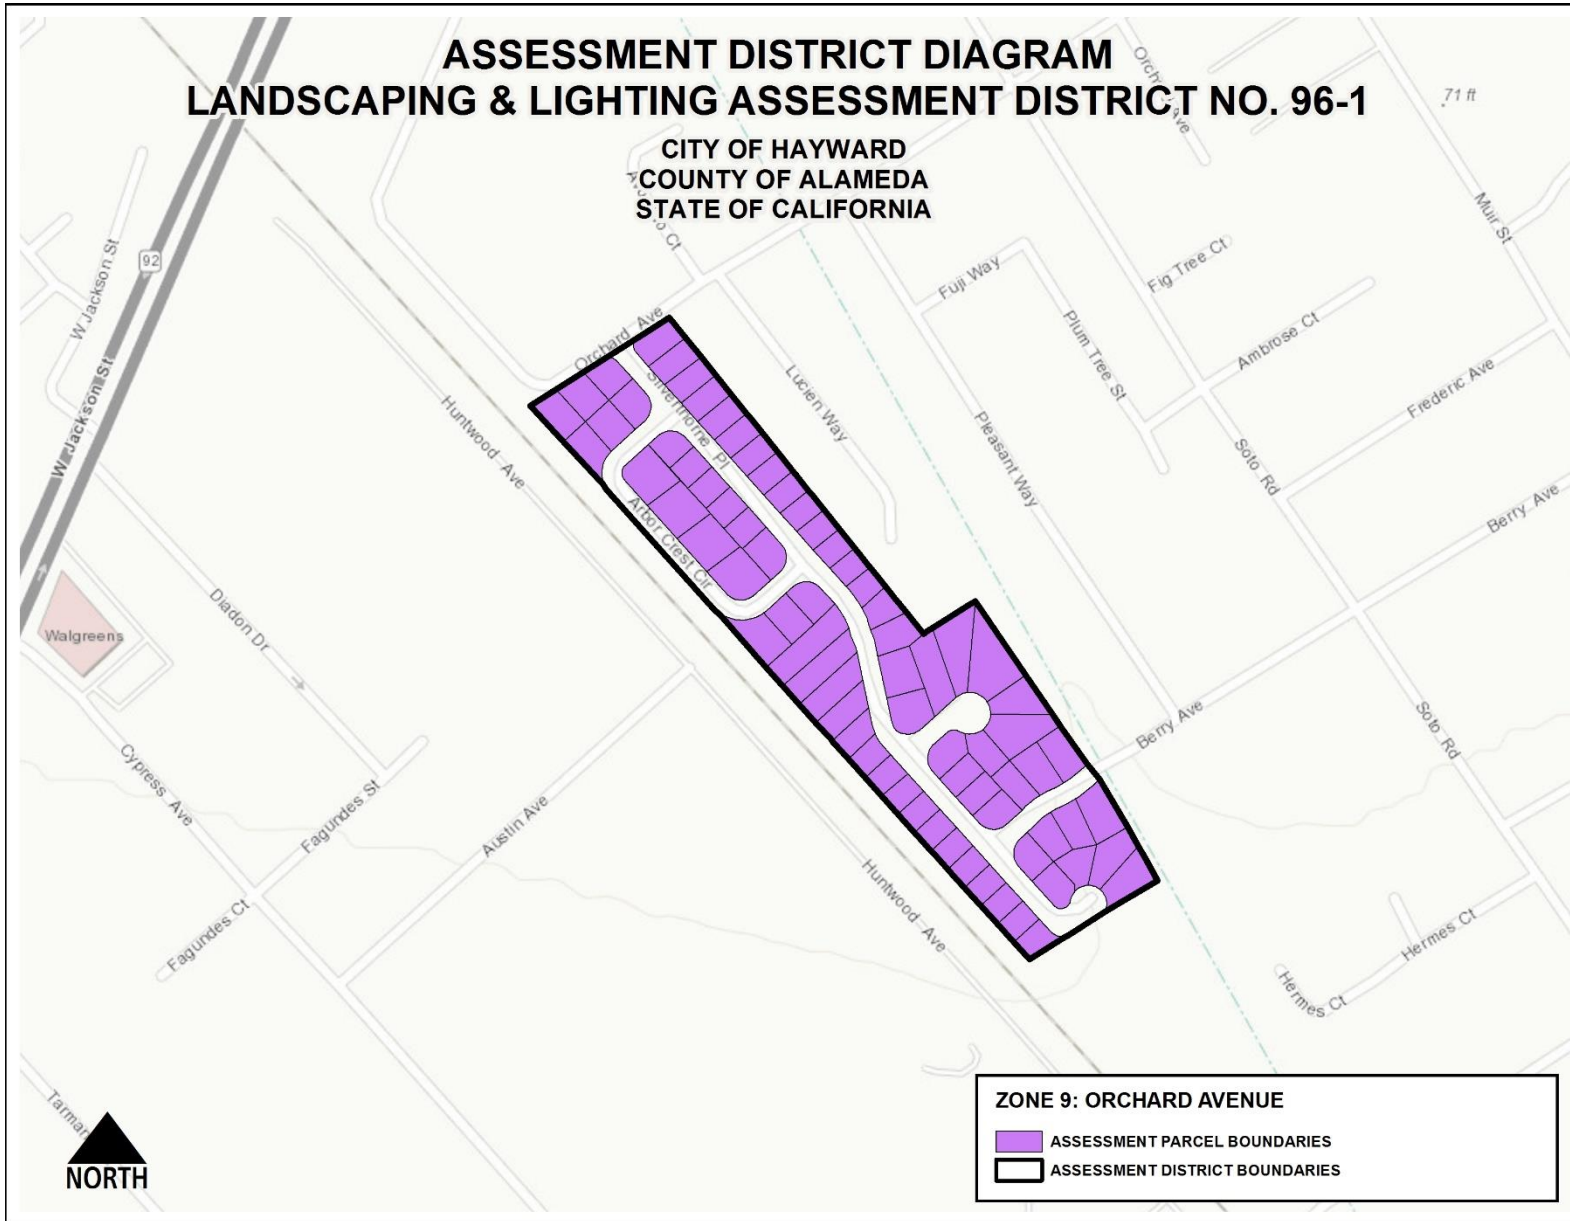 ASSESSMENT DISTRICT DIAGRAM
LANDSCAPING & LIGHTING ASSESSMENT DISTRICT NO. 96-1
CITY OF HAYWARD
COUNTY OF ALAMEDA
STATE OF CALIFORNIA
71 ft
Muir St
Ct
92
W Jackson St
W Jackson St
Fuji Way
Fig Tree Ct
Plum Tree St
Ambrose Ct
Frederic Ave
Orchard Ave
Silverthorne Pl
Lucien Way
Pleasant Way
Soto Rd
Berry Ave
Huntwood Ave
Arbor Crest Cir
Walgreens
Diadon Dr
Cypress Ave
Fagundes St
Austin Ave
Berry Ave
Soto Rd
Huntwood Ave
Fagundes Ct
Hermes Ct
Hermes Ct
NORTH
ZONE 9: ORCHARD AVENUE
ASSESSMENT PARCEL BOUNDARIES
ASSESSMENT DISTRICT BOUNDARIES